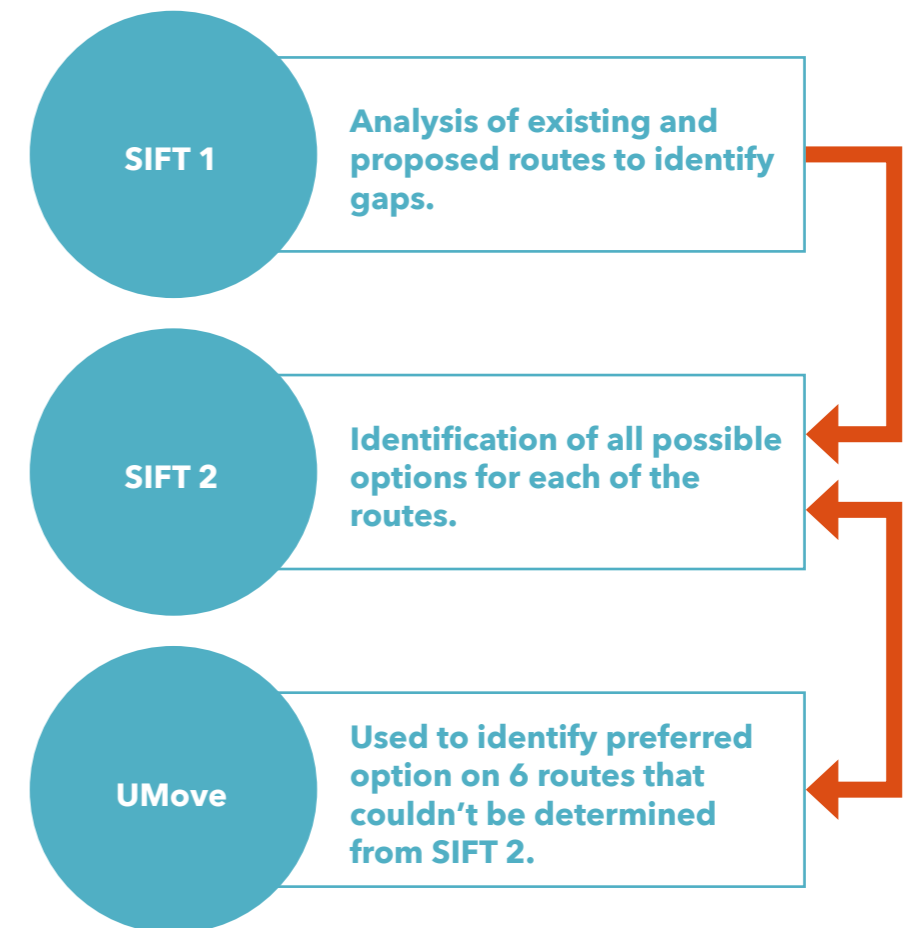 SIFT 1
Analysis of existing and
proposed routes to identify
gaps.
SIFT 2
Identification of all possible
options for each of the
routes.
UMove
Used to identify preferred
option on 6 routes that
couldn’t be determined
from SIFT 2.